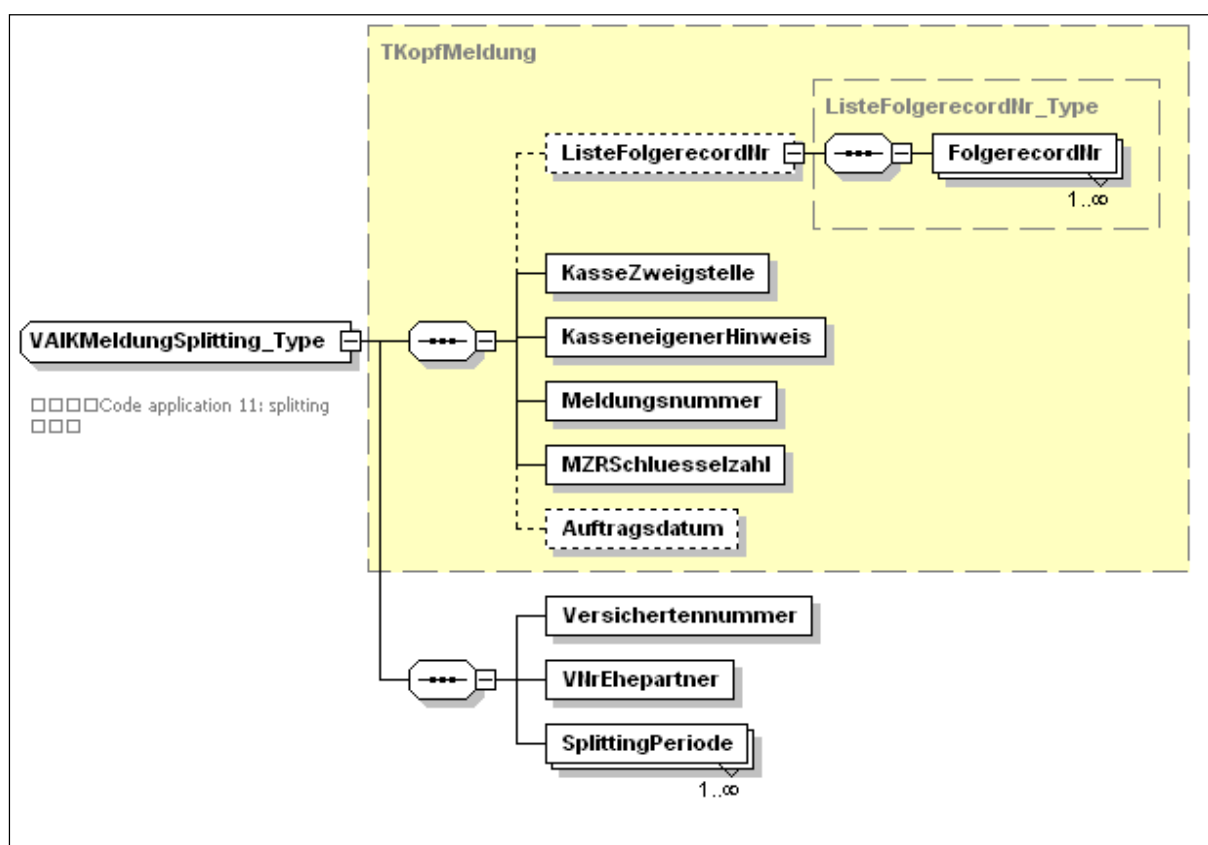 TKopfMeldung
ListeFolgerecordNr_Type
ListeFolgerecordNr
FolgerecordNr
1..∞
KasseZweigstelle
KasseneigenerHinweis
VAIKMeldungSplitting_Type
Meldungsnummer
□□□□Code application 11: splitting
□□□
MZRSchluesselzahl
Auftragsdatum
Versichertennummer
VNrEhepartner
SplittingPeriode
1..∞